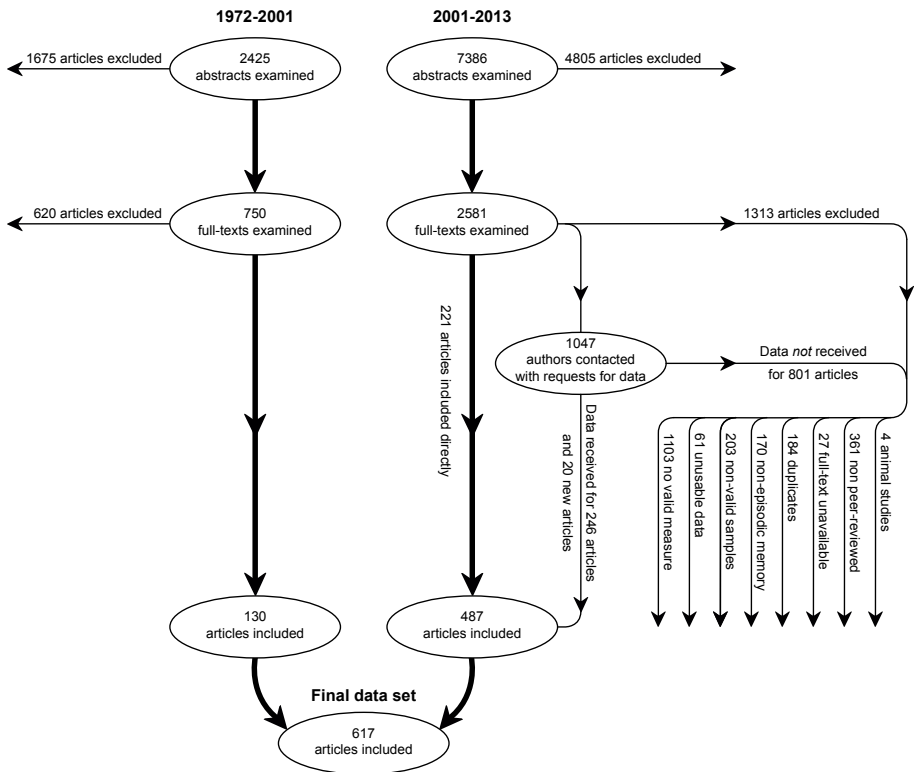 1972-2001
2001-2013
1675 articles excluded
2425
abstracts examined
7386
abstracts examined
4805 articles excluded
620 articles excluded
750
full-texts examined
2581
full-texts examined
1313 articles excluded
221 articles included directly
1047
authors contacted
with requests for data
Data not received
for 801 articles
Data received for 246 articles
and 20 new articles
1103 no valid measure
61 unusable data
203 non-valid samples
170 non-episodic memory
184 duplicates
27 full-text unavailable
361 non peer-reviewed
4 animal studies
130
articles included
487
articles included
Final data set
617
articles included